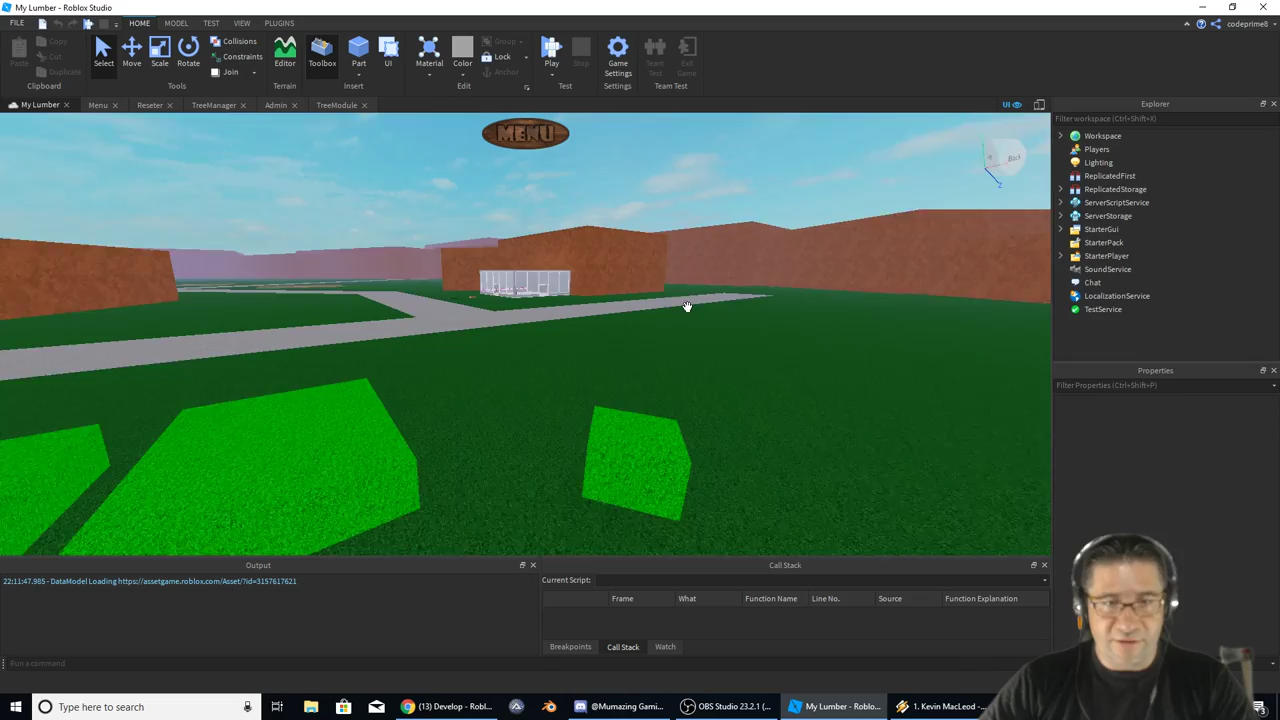 My Lumber - Roblox Studio
FILE HOME MODEL TEST VIEW PLUGINS codeprime8
Paste Copy Cut Duplicate Select Move Scale Rotate Collisions Constraints Join Editor Toolbox Part UI Material Color Group Lock Anchor Play Stop Game Settings Team Test Exit Game
Clipboard Tools Terrain Insert Edit Test Settings Team Test
My Lumber Menu Reseter TreeManager Admin TreeModule UI
Explorer
Filter workspace (Ctrl+Shift+X)
MENU
Back
Z
Workspace
Players
Lighting
ReplicatedFirst
ReplicatedStorage
ServerScriptService
ServerStorage
StarterGui
StarterPack
StarterPlayer
SoundService
Chat
LocalizationService
TestService
Properties
Filter Properties (Ctrl+Shift+P)
Output
22:11:47.985 - DataModel Loading https://assetgame.roblox.com/Asset/?id=3157617621
Call Stack
Current Script:
Frame What Function Name Line No. Source Function Explanation
Breakpoints Call Stack Watch
Run a command
Type here to search
(13) Develop - Robl...
@Mumazing Gami...
OBS Studio 23.2.1 (...
My Lumber - Roblo...
1. Kevin MacLeod - ...